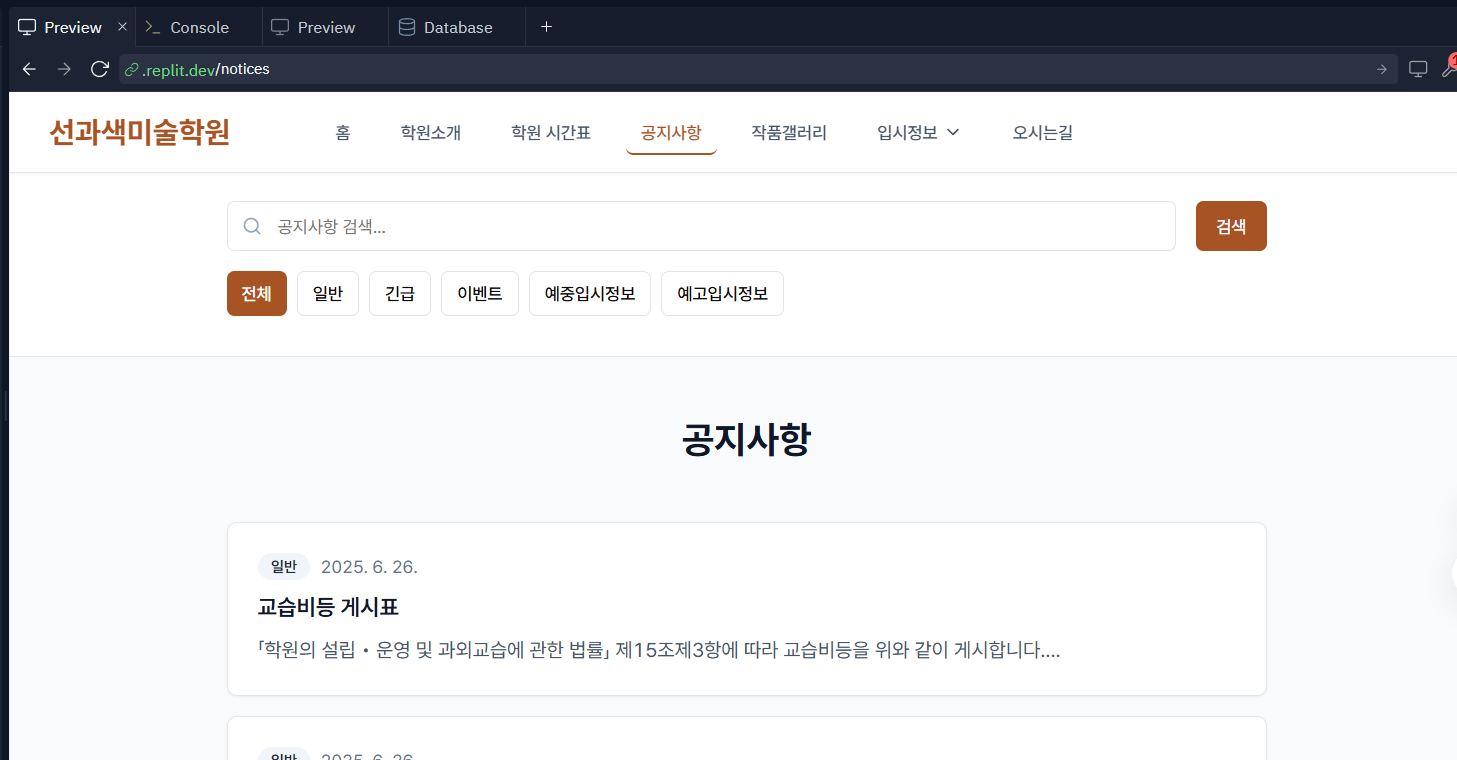 Preview Console Preview Database
.replit.dev/notices
선과색미술학원 홈 학원소개 학원 시간표 공지사항 작품갤러리 입시정보 오시는길
공지사항 검색... 검색
전체 일반 긴급 이벤트 예중입시정보 예고입시정보
공지사항
일반 2025. 6. 26.
교습비등 게시표
「학원의 설립・운영 및 과외교습에 관한 법률」 제15조제3항에 따라 교습비등을 위와 같이 게시합니다....
일반 2025. 6. 26.